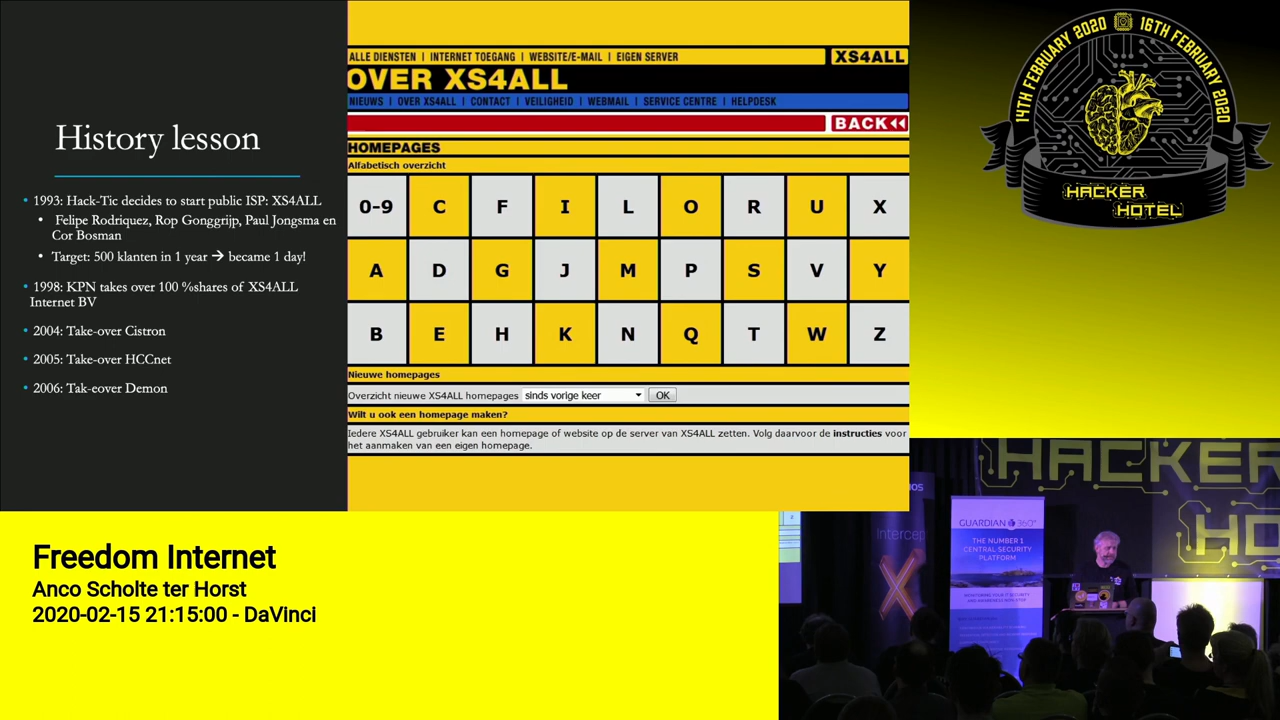 History lesson
• 1993: Hack-Tic decides to start public ISP: XS4ALL
• Felipe Rodriquez, Rop Gonggrijp, Paul Jongsma en
Cor Bosman
• Target: 500 klanten in 1 year → became 1 day!
• 1998: KPN takes over 100 %shares of XS4ALL
Internet BV
• 2004: Take-over Cistron
• 2005: Take-over HCCnet
• 2006: Tak-eover Demon
ALLE DIENSTEN | INTERNET TOEGANG | WEBSITE/E-MAIL | EIGEN SERVER
XS4ALL
OVER XS4ALL
NIEUWS | OVER XS4ALL | CONTACT | VEILIGHEID | WEBMAIL | SERVICE CENTRE | HELPDESK
BACK
HOMEPAGES
Alfabetisch overzicht
0-9 C F I L O R U X
A D G J M P S V Y
B E H K N Q T W Z
Nieuwe homepages
Overzicht nieuwe XS4ALL homepages sinds vorige keer OK
Wilt u ook een homepage maken?
Iedere XS4ALL gebruiker kan een homepage of website op de server van XS4ALL zetten. Volg daarvoor de instructies voor
het aanmaken van een eigen homepage.
14TH FEBRUARY 2020 16TH FEBRUARY 2020
HACKER
HOTEL
Freedom Internet
Anco Scholte ter Horst
2020-02-15 21:15:00 - DaVinci
HACKER
HO
Intercep
X
GUARDIAN 360°
THE NUMBER 1
CENTRAL SECURITY
PLATFORM